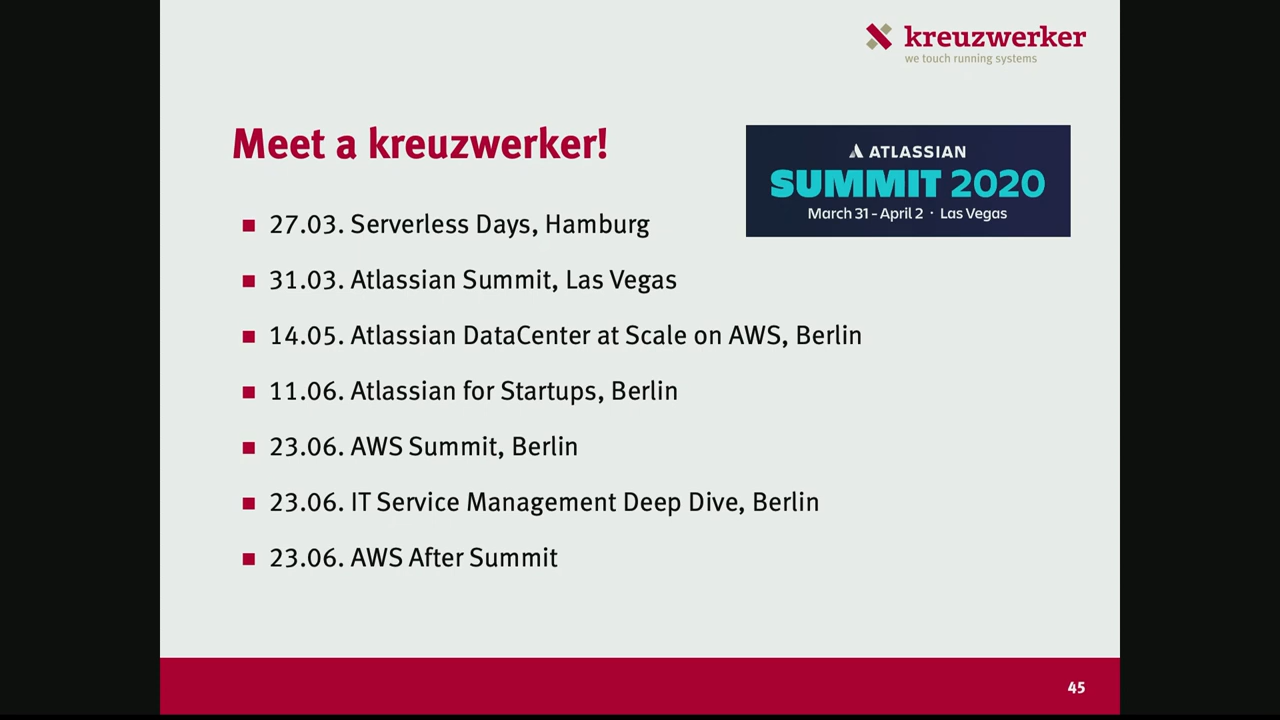 kreuzwerker
we touch running systems
Meet a kreuzwerker!
ATLASSIAN
SUMMIT 2020
March 31 - April 2 · Las Vegas
27.03. Serverless Days, Hamburg
31.03. Atlassian Summit, Las Vegas
14.05. Atlassian DataCenter at Scale on AWS, Berlin
11.06. Atlassian for Startups, Berlin
23.06. AWS Summit, Berlin
23.06. IT Service Management Deep Dive, Berlin
23.06. AWS After Summit
45